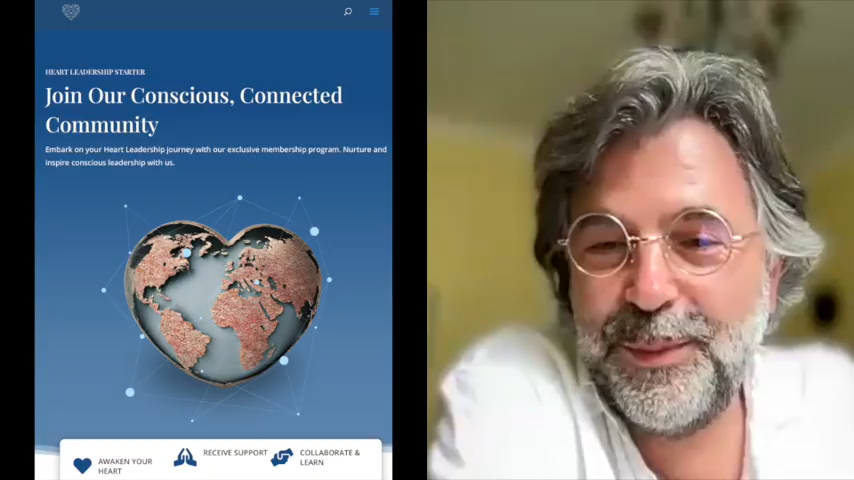 HEART LEADERSHIP STARTER
Join Our Conscious, Connected
Community
Embark on your Heart Leadership journey with our exclusive membership program. Nurture and
inspire conscious leadership with us.
AWAKEN YOUR
HEART
RECEIVE SUPPORT
COLLABORATE &
LEARN